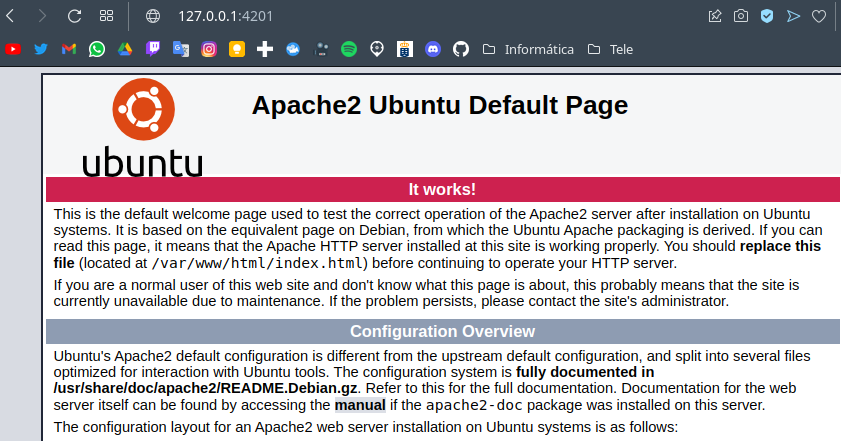 127.0.0.1:4201
Informática Tele
Apache2 Ubuntu Default Page
ubuntu
It works!
This is the default welcome page used to test the correct operation of the Apache2 server after installation on Ubuntu
systems. It is based on the equivalent page on Debian, from which the Ubuntu Apache packaging is derived. If you can
read this page, it means that the Apache HTTP server installed at this site is working properly. You should replace this
file (located at /var/www/html/index.html) before continuing to operate your HTTP server.
If you are a normal user of this web site and don't know what this page is about, this probably means that the site is
currently unavailable due to maintenance. If the problem persists, please contact the site's administrator.
Configuration Overview
Ubuntu's Apache2 default configuration is different from the upstream default configuration, and split into several files
optimized for interaction with Ubuntu tools. The configuration system is fully documented in
/usr/share/doc/apache2/README.Debian.gz. Refer to this for the full documentation. Documentation for the web
server itself can be found by accessing the manual if the apache2-doc package was installed on this server.
The configuration layout for an Apache2 web server installation on Ubuntu systems is as follows: